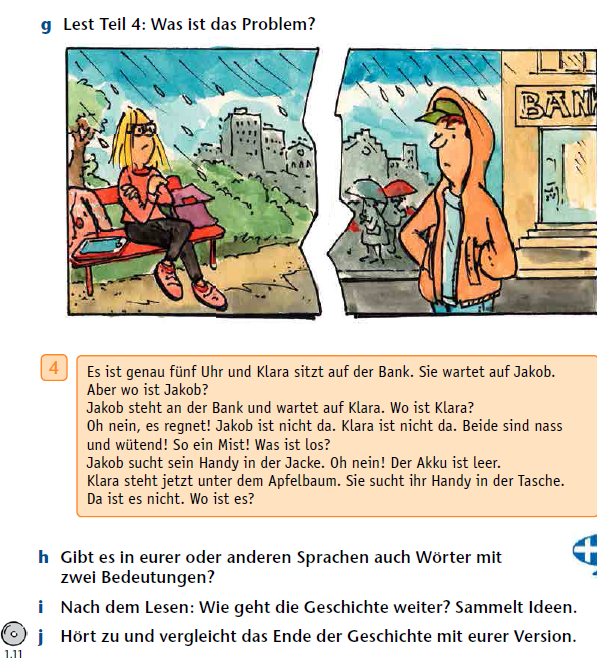 g Lest Teil 4: Was ist das Problem?
BANK
4
Es ist genau fünf Uhr und Klara sitzt auf der Bank. Sie wartet auf Jakob.
Aber wo ist Jakob?
Jakob steht an der Bank und wartet auf Klara. Wo ist Klara?
Oh nein, es regnet! Jakob ist nicht da. Klara ist nicht da. Beide sind nass
und wütend! So ein Mist! Was ist los?
Jakob sucht sein Handy in der Jacke. Oh nein! Der Akku ist leer.
Klara steht jetzt unter dem Apfelbaum. Sie sucht ihr Handy in der Tasche.
Da ist es nicht. Wo ist es?
h Gibt es in eurer oder anderen Sprachen auch Wörter mit
zwei Bedeutungen?
i Nach dem Lesen: Wie geht die Geschichte weiter? Sammelt Ideen.
j Hört zu und vergleicht das Ende der Geschichte mit eurer Version.
1.11